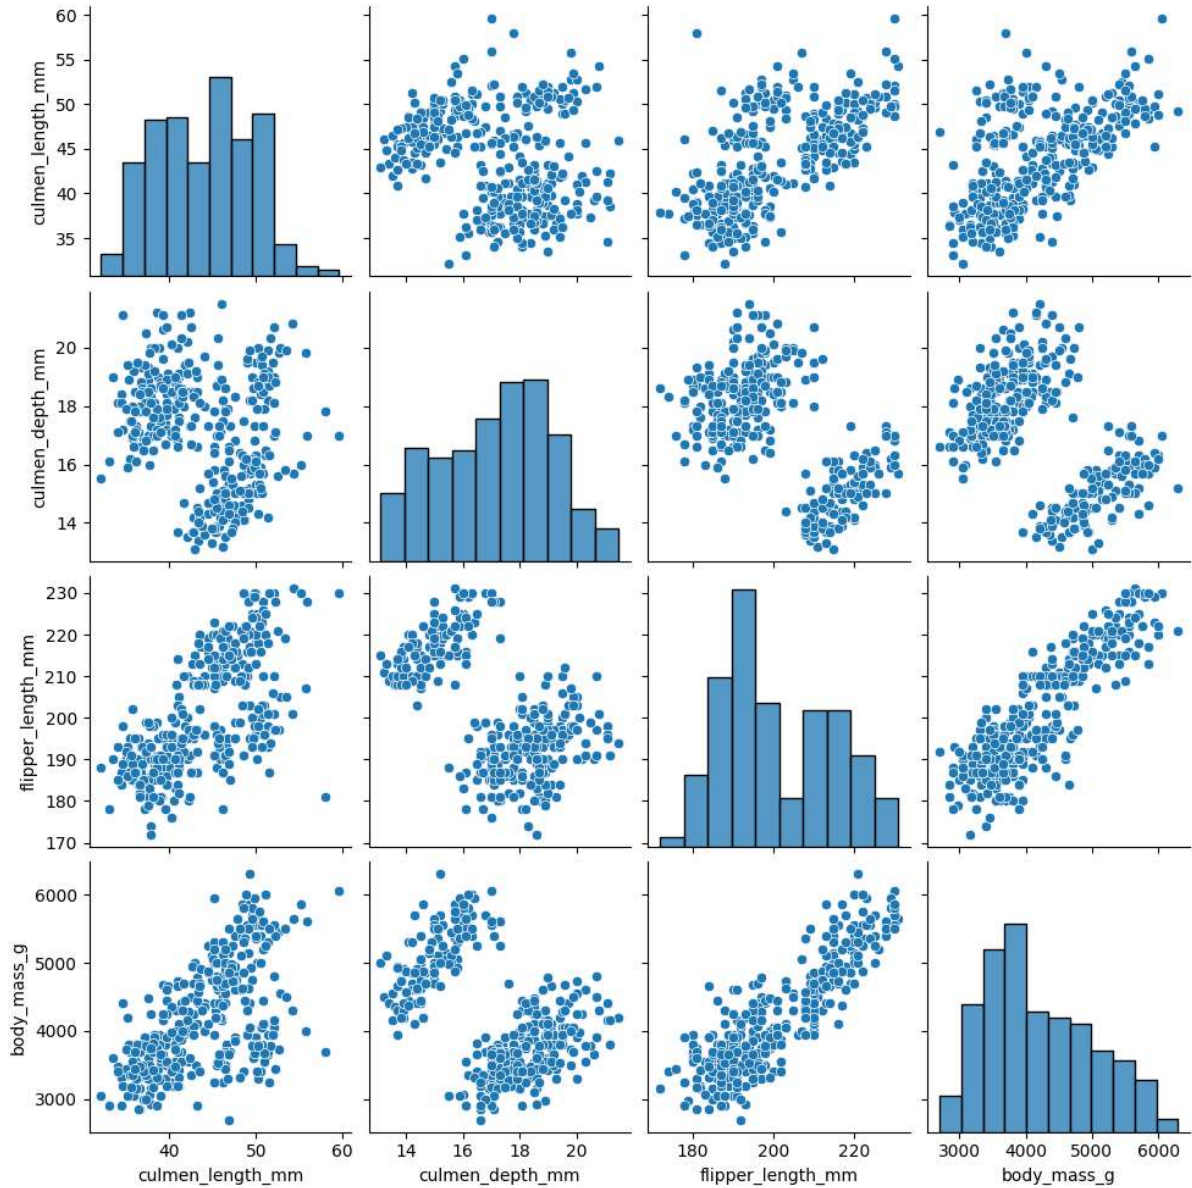 60
55
50
45
40
35
culmen_length_mm
20
18
16
14
culmen_depth_mm
230
220
210
200
190
180
170
flipper_length_mm
6000
5000
4000
3000
body_mass_g
40 50 60
culmen_length_mm
14 16 18 20
culmen_depth_mm
180 200 220
flipper_length_mm
3000 4000 5000 6000
body_mass_g